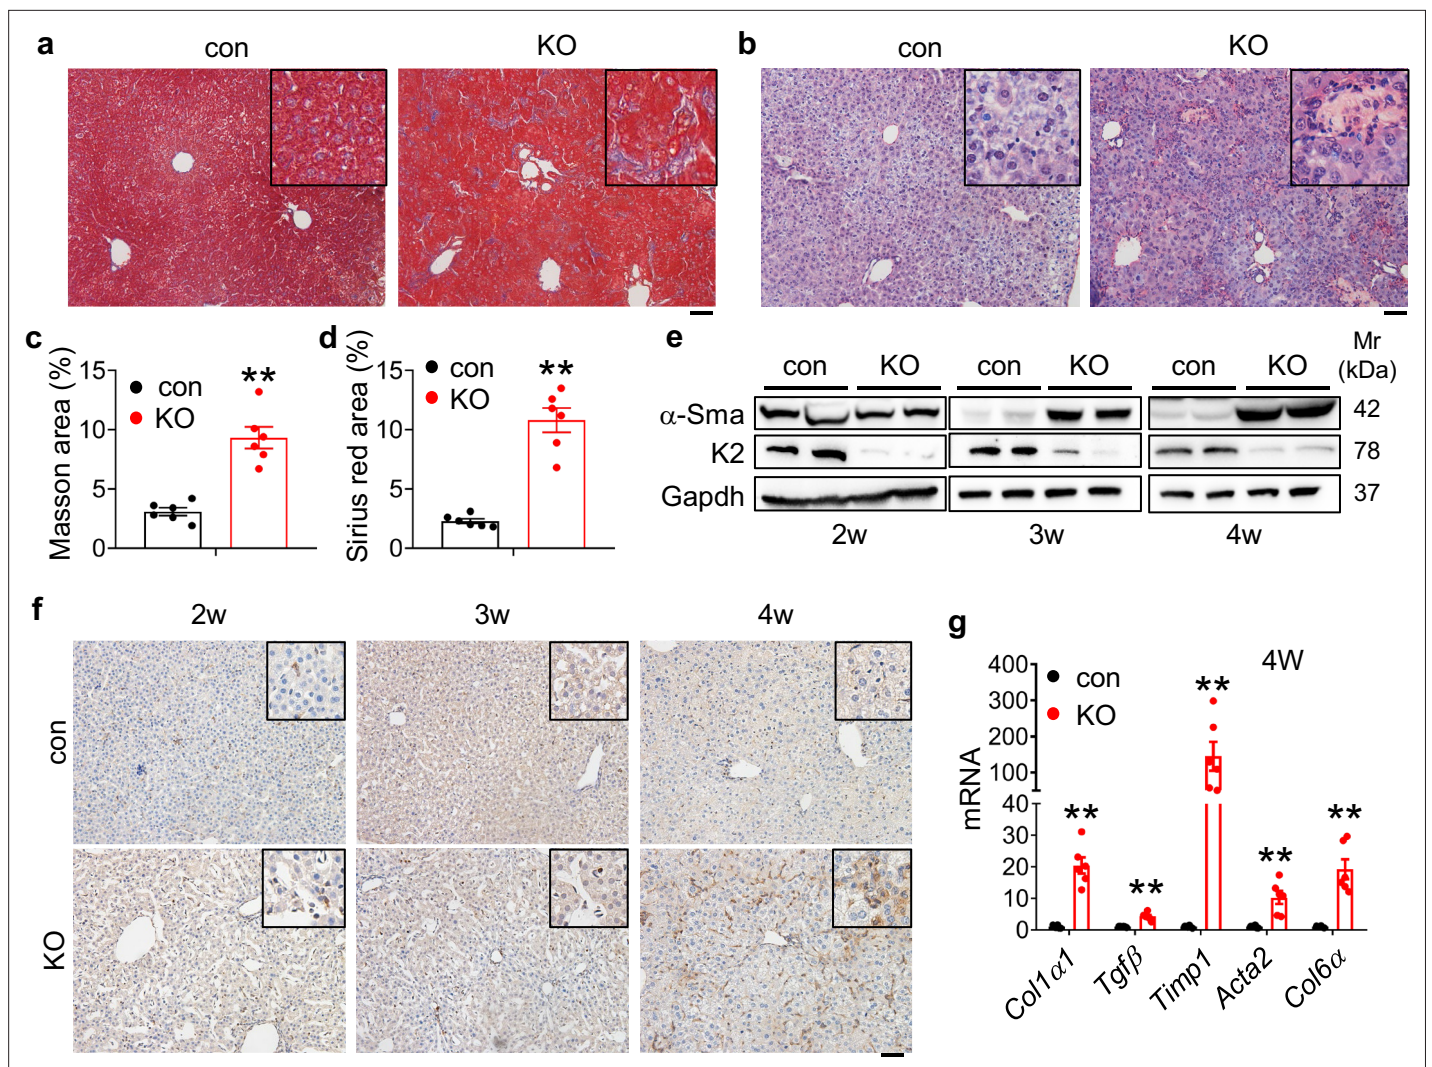 a
con
KO
b
con
KO
c
Masson area (%)
15
10
5
0
con
KO
**
d
Sirius red area (%)
15
10
5
0
con
KO
**
e
con
KO
con
KO
con
KO
Mr
(kDa)
α-Sma
42
K2
78
Gapdh
37
2w
3w
4w
f
2w
3w
4w
con
KO
g
4W
mRNA
400
300
200
100
40
30
20
10
0
con
KO
**
**
**
**
**
Col1α1
Tgfβ
Timp1
Acta2
Col6α